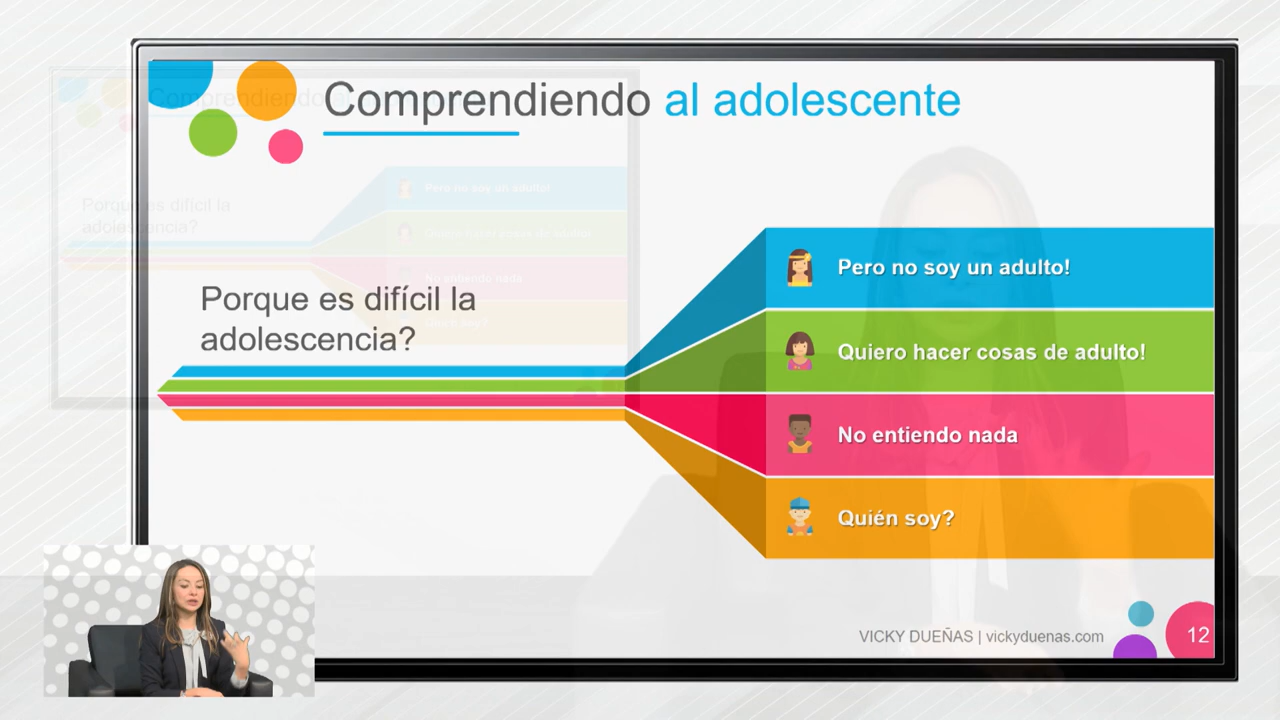 Comprendiendo al adolescente
Porque es difícil la
adolescencia?
Pero no soy un adulto!
Quiero hacer cosas de adulto!
No entiendo nada
Quién soy?
VICKY DUEÑAS | vickyduenas.com
12